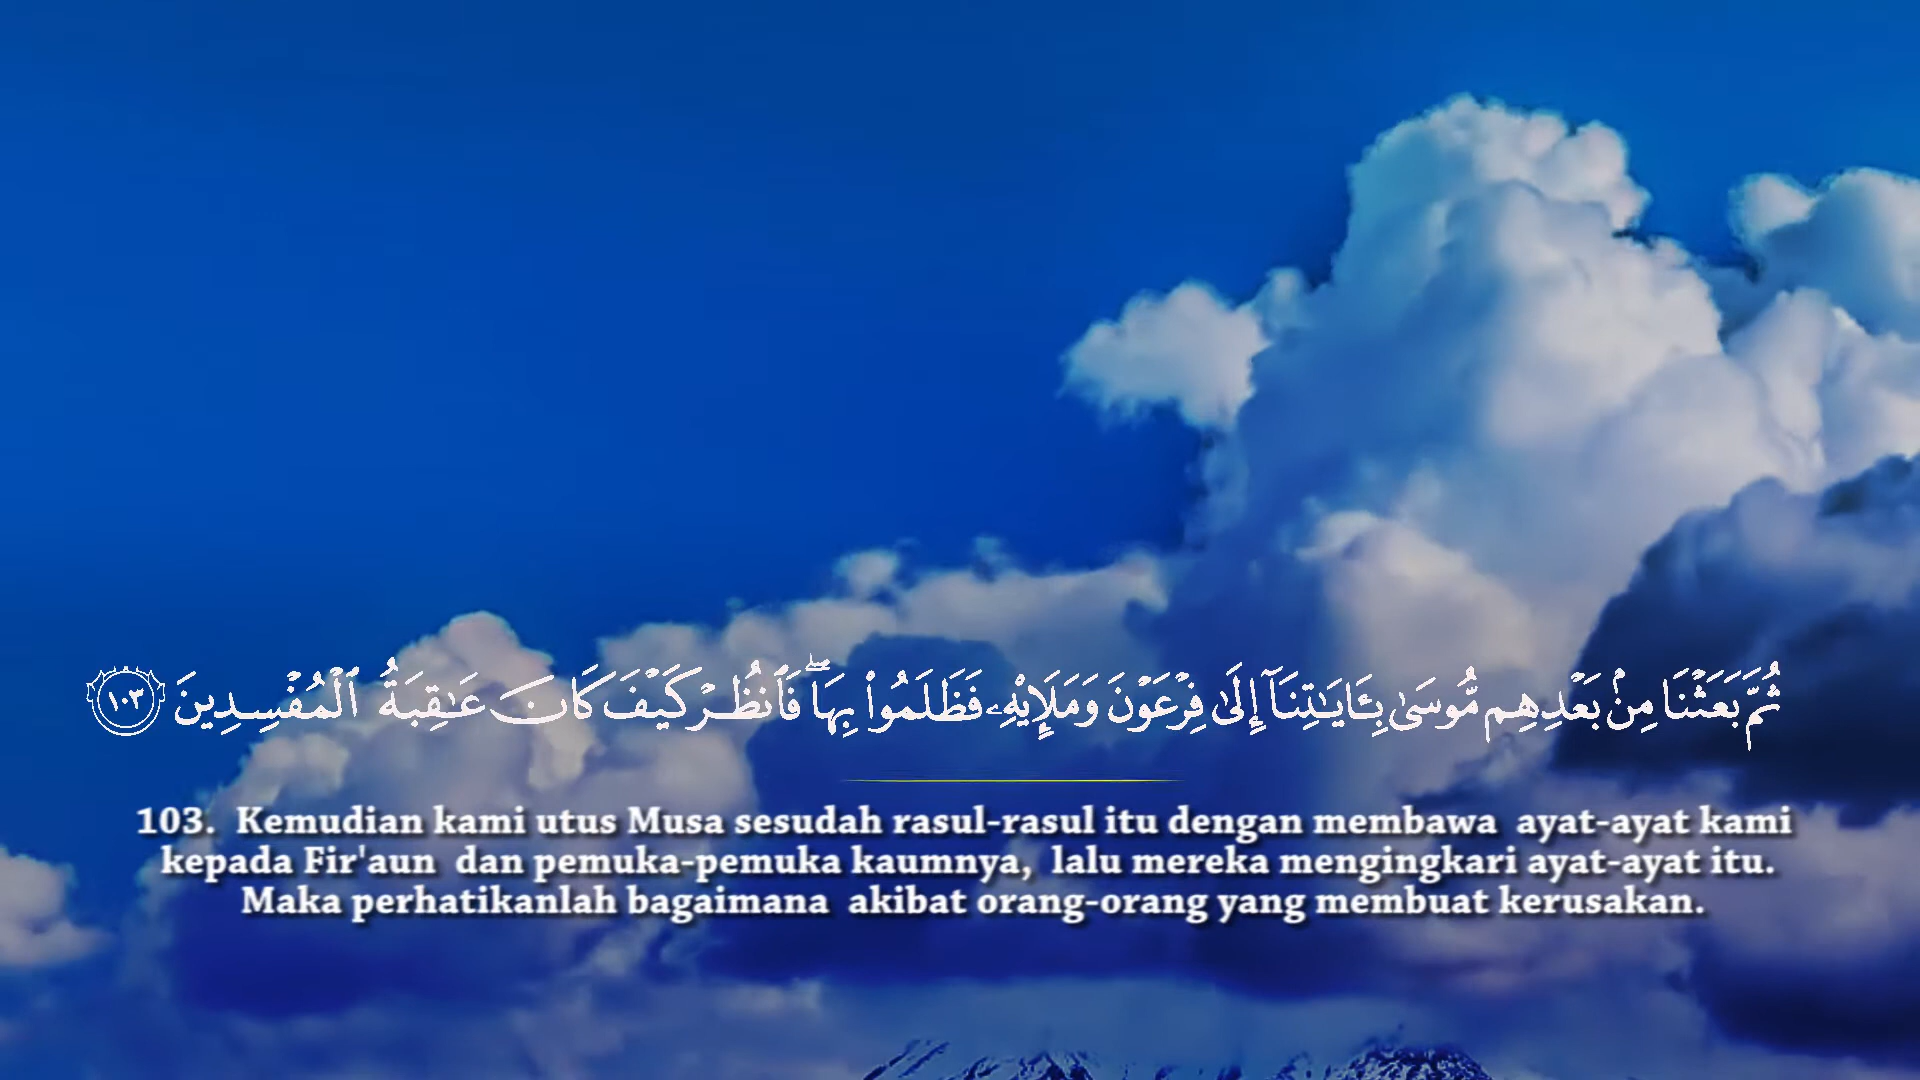 ثُمَّ بَعَثْنَا مِنۢ بَعْدِهِم مُّوسَىٰ بِـَٔايَـٰتِنَآ إِلَىٰ فِرْعَوْنَ وَمَلَإِي۟هِۦ فَظَلَمُوا۟ بِهَا ۖ فَٱنظُرْ كَيْفَ كَانَ عَـٰقِبَةُ ٱلْمُفْسِدِينَ ١٠٣
103. Kemudian kami utus Musa sesudah rasul-rasul itu dengan membawa ayat-ayat kami
kepada Fir'aun dan pemuka-pemuka kaumnya, lalu mereka mengingkari ayat-ayat itu.
Maka perhatikanlah bagaimana akibat orang-orang yang membuat kerusakan.